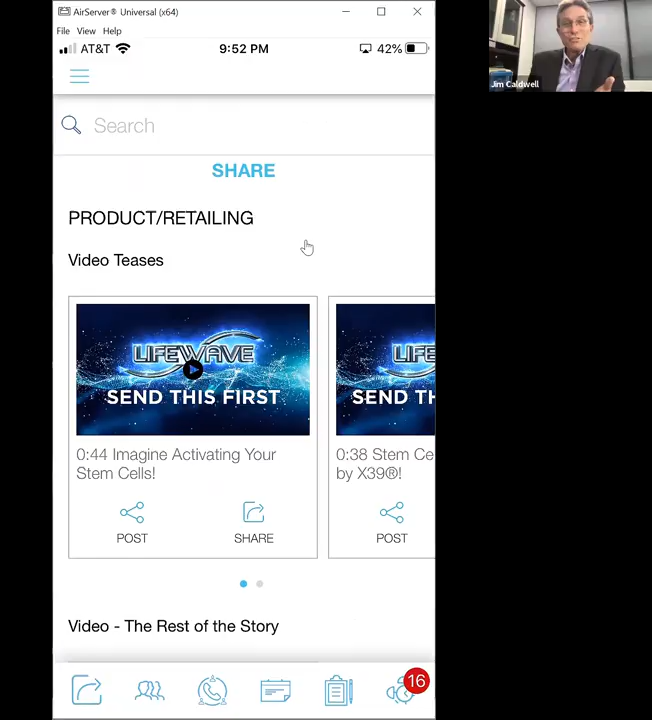 AirServer® Universal (x64)
File View Help
AT&T
9:52 PM
42%
Search
SHARE
PRODUCT/RETAILING
Video Teases
LIFEWAVE
SEND THIS FIRST
0:44 Imagine Activating Your
Stem Cells!
POST
SHARE
LIFEW
SEND TH
0:38 Stem Ce
by X39®!
POST
Video - The Rest of the Story
16
Jim Caldwell